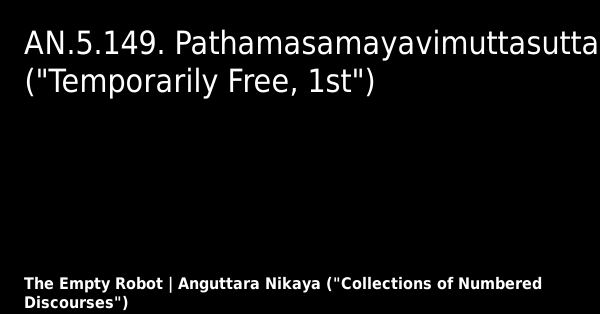 AN.5.149. Pathamasamayavimuttasutta
("Temporarily Free, 1st")
The Empty Robot | Anguttara Nikaya ("Collections of Numbered
Discourses")